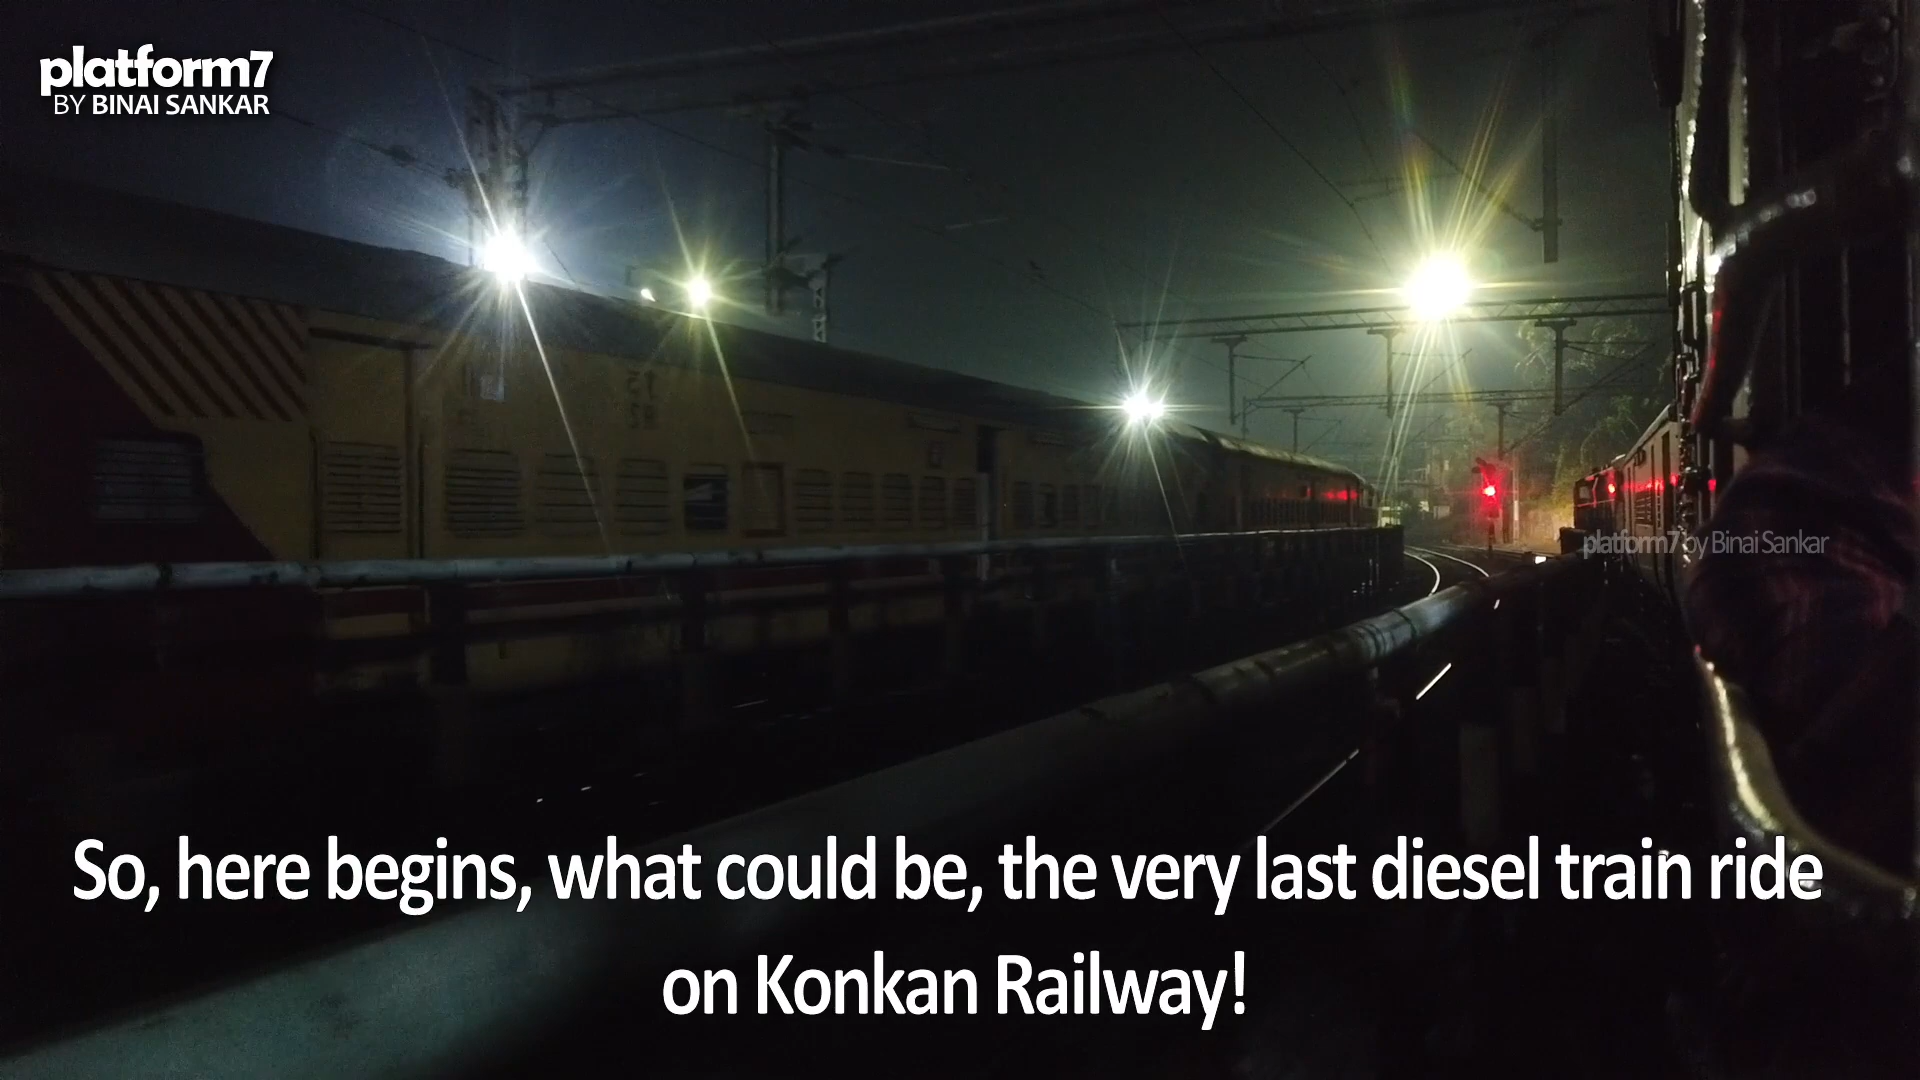 platform7
BY BINAI SANKAR
platform7 by Binai Sankar
So, here begins, what could be, the very last diesel train ride
on Konkan Railway!